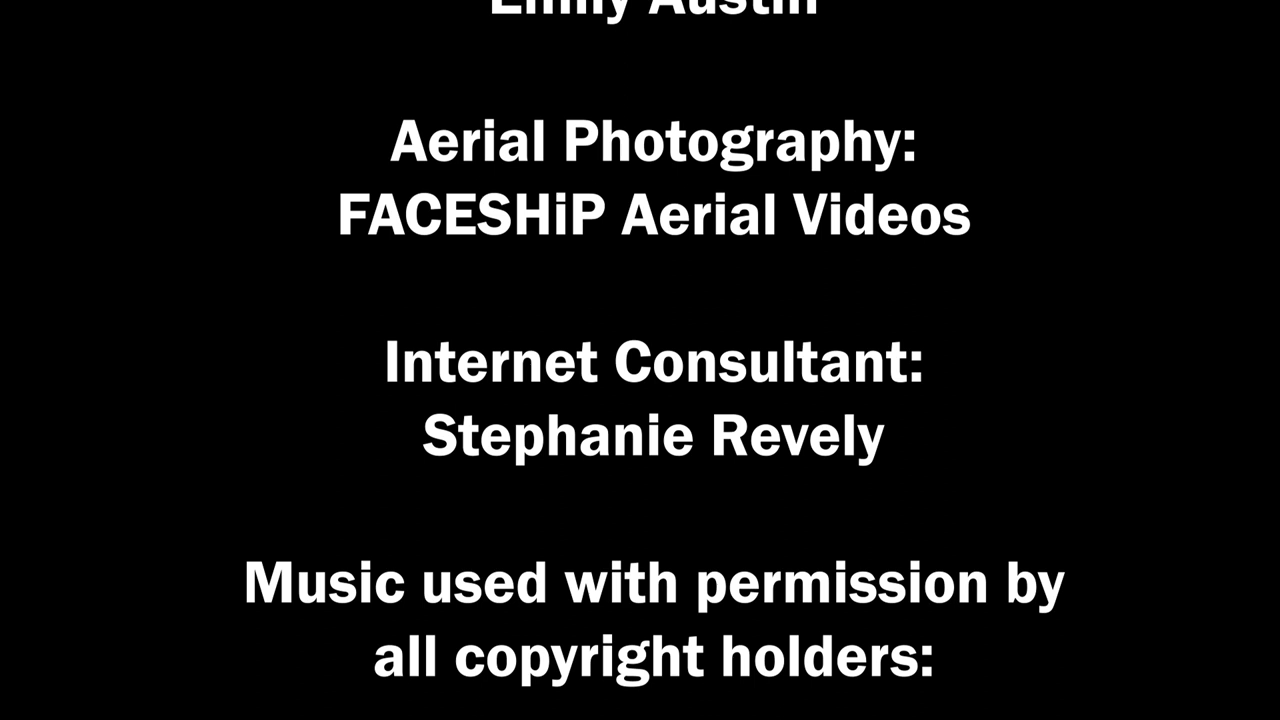 Emily Austin
Aerial Photography:
FACESHiP Aerial Videos
Internet Consultant:
Stephanie Revely
Music used with permission by
all copyright holders: